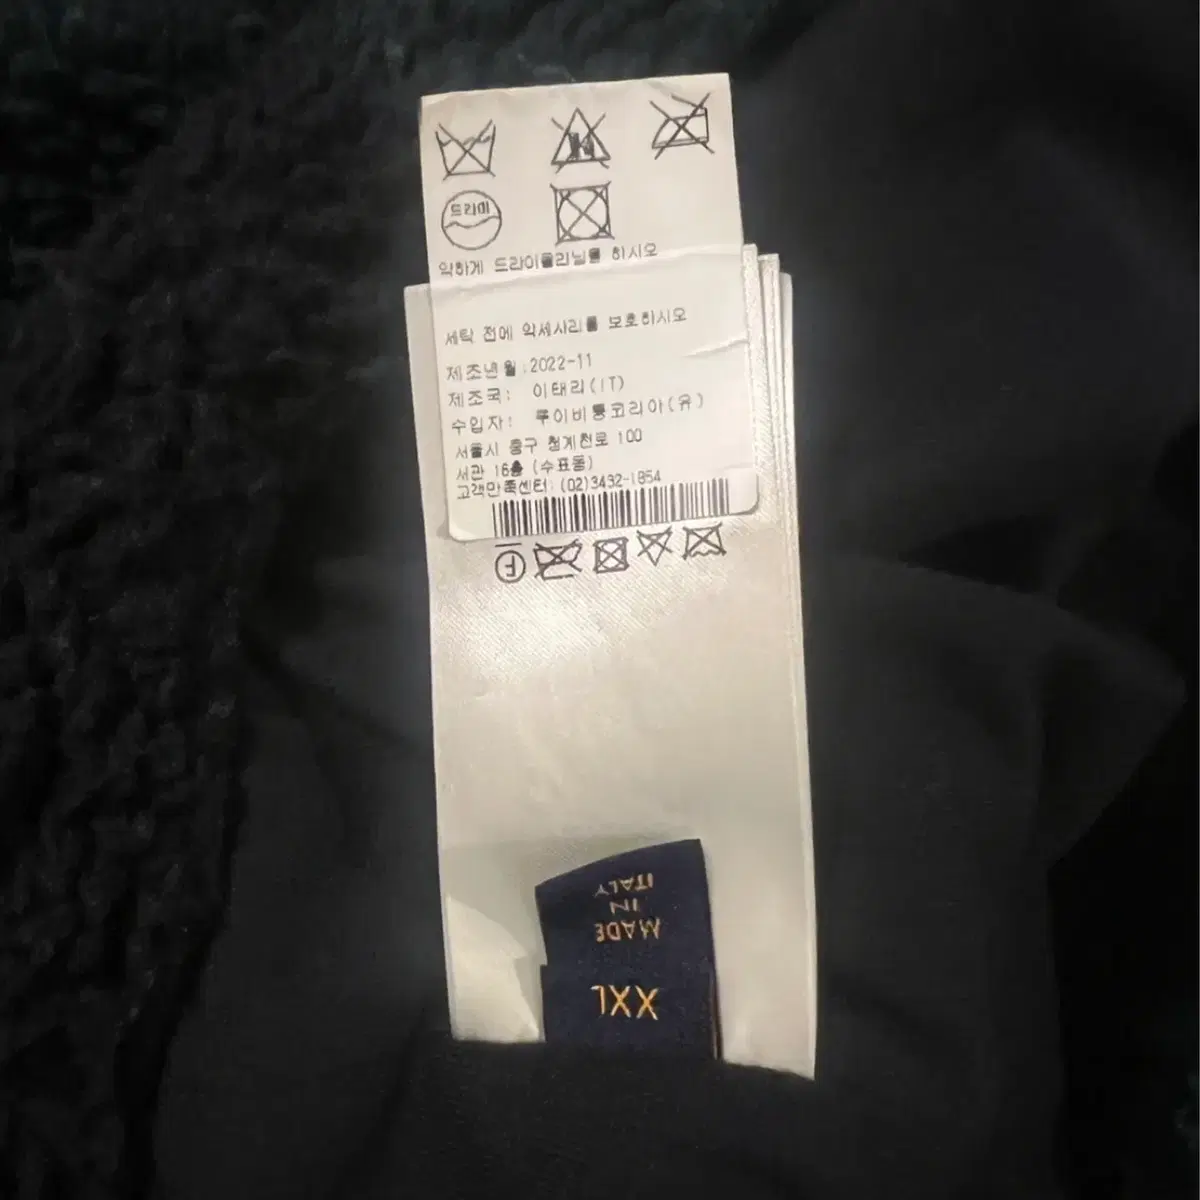 드라이
약하게 드라이클리닝를 하시오
세탁 전에 악세사리를 보호하시오
제조년월:2022-11
제조국: 이태리(IT)
수입자: 루이비통코리아(유)
서울시 중구 청계천로 100
서관 16층 (수표동)
고객만족센터: (02)3432-1854
F
MADE
IN
ITALY
XXL